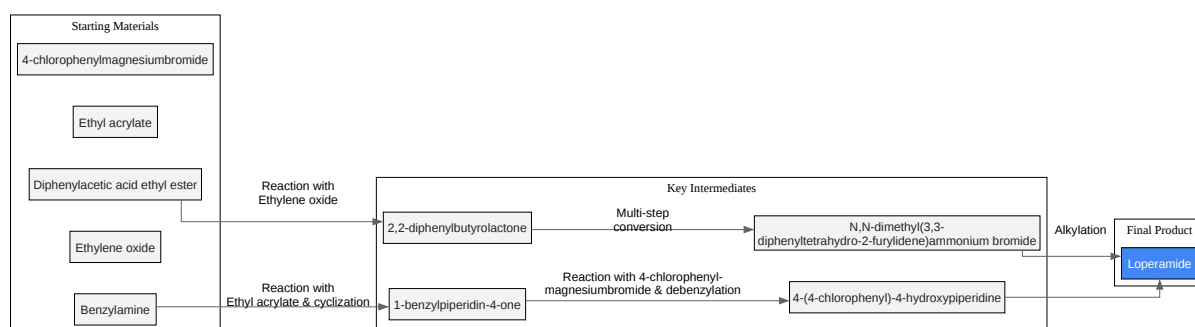 Starting Materials
4-chlorophenylmagnesiumbromide
Ethyl acrylate
Diphenylacetic acid ethyl ester
Ethylene oxide
Benzylamine
Reaction with
Ethylene oxide
Reaction with
Ethyl acrylate & cyclization
Key Intermediates
2,2-diphenylbutyrolactone
Multi-step
conversion
N,N-dimethyl(3,3-
diphenyltetrahydro-2-furylidene)ammonium bromide
1-benzylpiperidin-4-one
Reaction with 4-chlorophenyl-
magnesiumbromide & debenzylation
4-(4-chlorophenyl)-4-hydroxypiperidine
Alkylation
Final Product
Loperamide